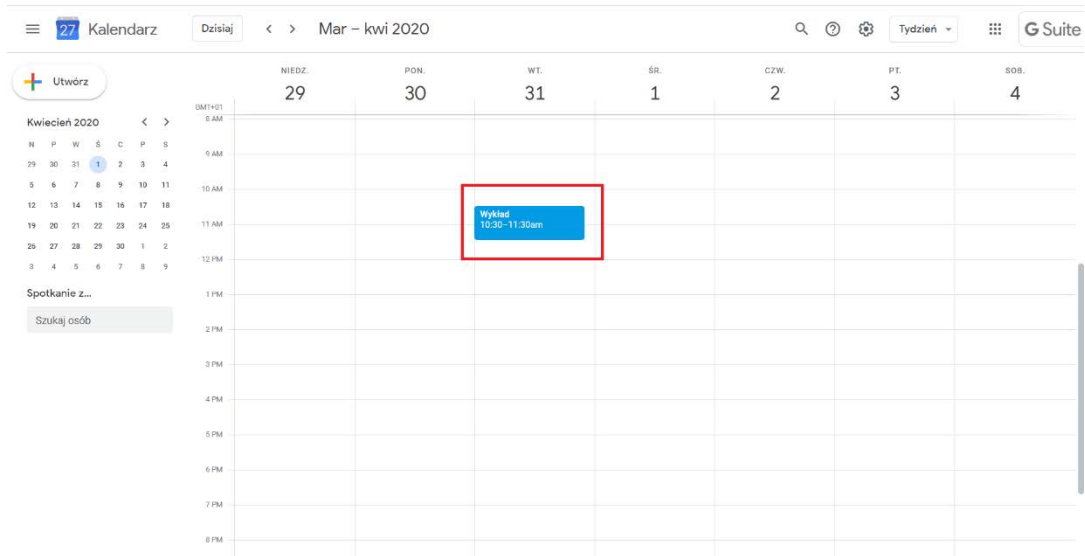 27 Kalendarz Dzisiaj < > Mar – kwi 2020 Tydzień G Suite
Utwórz
NIEDZ. PON. WT. ŚR. CZW. PT. SOB.
29 30 31 1 2 3 4
GMT+01
Kwiecień 2020 < >
N P W Ś C P S
29 30 31 1 2 3 4
5 6 7 8 9 10 11
12 13 14 15 16 17 18
19 20 21 22 23 24 25
26 27 28 29 30 1 2
3 4 5 6 7 8 9
Spotkanie z...
Szukaj osób
8 AM
9 AM
10 AM
Wykład
10:30–11:30am
11 AM
12 PM
1 PM
2 PM
3 PM
4 PM
5 PM
6 PM
7 PM
8 PM